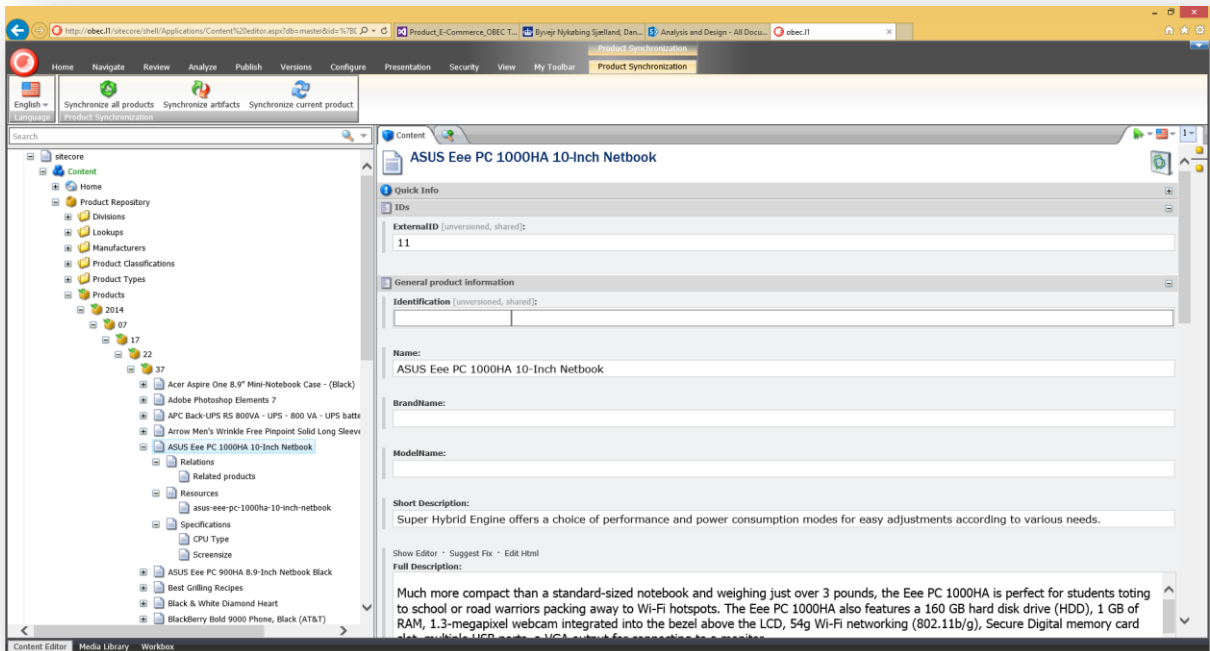 http://obec.l1/sitecore/shell/Applications/Content%20editor.aspx?db=master&id=%7B
Product_E-Commerce_OBEC T...
Byvejr Nykøbing Sjælland, Dan...
Analysis and Design - All Docu...
obec.l1
Product Synchronization
Home Navigate Review Analyze Publish Versions Configure Presentation Security View My Toolbar Product Synchronization
English Synchronize all products Synchronize artifacts Synchronize current product
Language Product Synchronization
Search
sitecore
Content
Home
Product Repository
Divisions
Lookups
Manufacturers
Product Classifications
Product Types
Products
2014
07
17
22
37
Acer Aspire One 8.9" Mini-Notebook Case - (Black)
Adobe Photoshop Elements 7
APC Back-UPS RS 800VA - UPS - 800 VA - UPS batte
Arrow Men's Wrinkle Free Pinpoint Solid Long Sleeve
ASUS Eee PC 1000HA 10-Inch Netbook
Relations
Related products
Resources
asus-eee-pc-1000ha-10-inch-netbook
Specifications
CPU Type
Screensize
ASUS Eee PC 900HA 8.9-Inch Netbook Black
Best Grilling Recipes
Black & White Diamond Heart
BlackBerry Bold 9000 Phone, Black (AT&T)
Content Editor Media Library Workbox
Content
1
ASUS Eee PC 1000HA 10-Inch Netbook
Quick Info
IDs
ExternalID [unversioned, shared]:
11
General product information
Identification [unversioned, shared]:
Name:
ASUS Eee PC 1000HA 10-Inch Netbook
BrandName:
ModelName:
Short Description:
Super Hybrid Engine offers a choice of performance and power consumption modes for easy adjustments according to various needs.
Show Editor · Suggest Fix · Edit Html
Full Description:
Much more compact than a standard-sized notebook and weighing just over 3 pounds, the Eee PC 1000HA is perfect for students toting
to school or road warriors packing away to Wi-Fi hotspots. The Eee PC 1000HA also features a 160 GB hard disk drive (HDD), 1 GB of
RAM, 1.3-megapixel webcam integrated into the bezel above the LCD, 54g Wi-Fi networking (802.11b/g), Secure Digital memory card
slot, multiple USB ports, a VGA output for connecting to a monitor